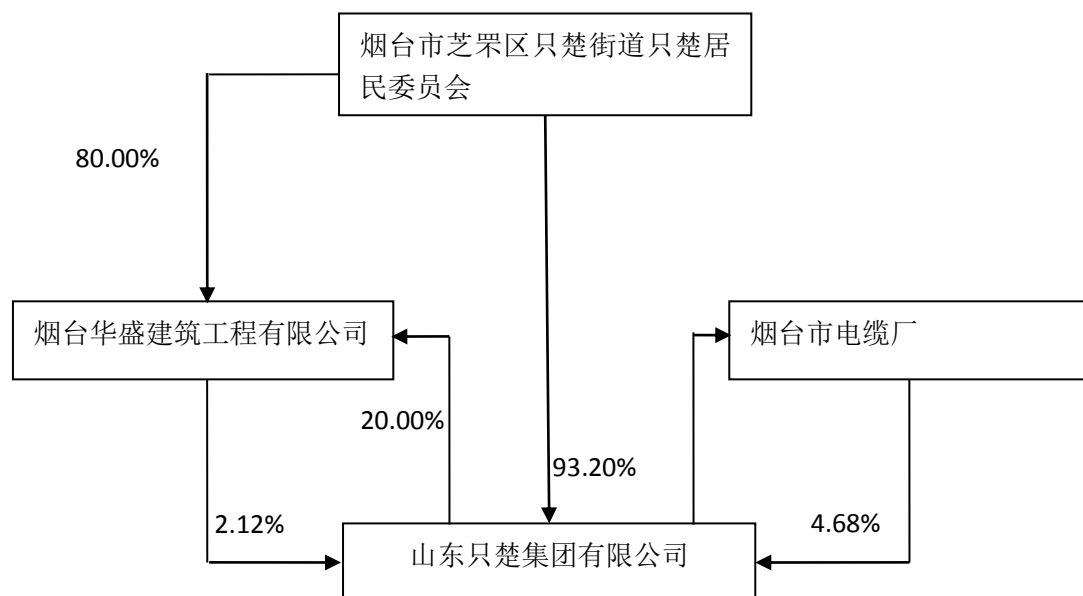 烟台市芝罘区只楚街道只楚居
民委员会
80.00%
烟台华盛建筑工程有限公司
烟台市电缆厂
20.00%
93.20%
2.12%
4.68%
山东只楚集团有限公司